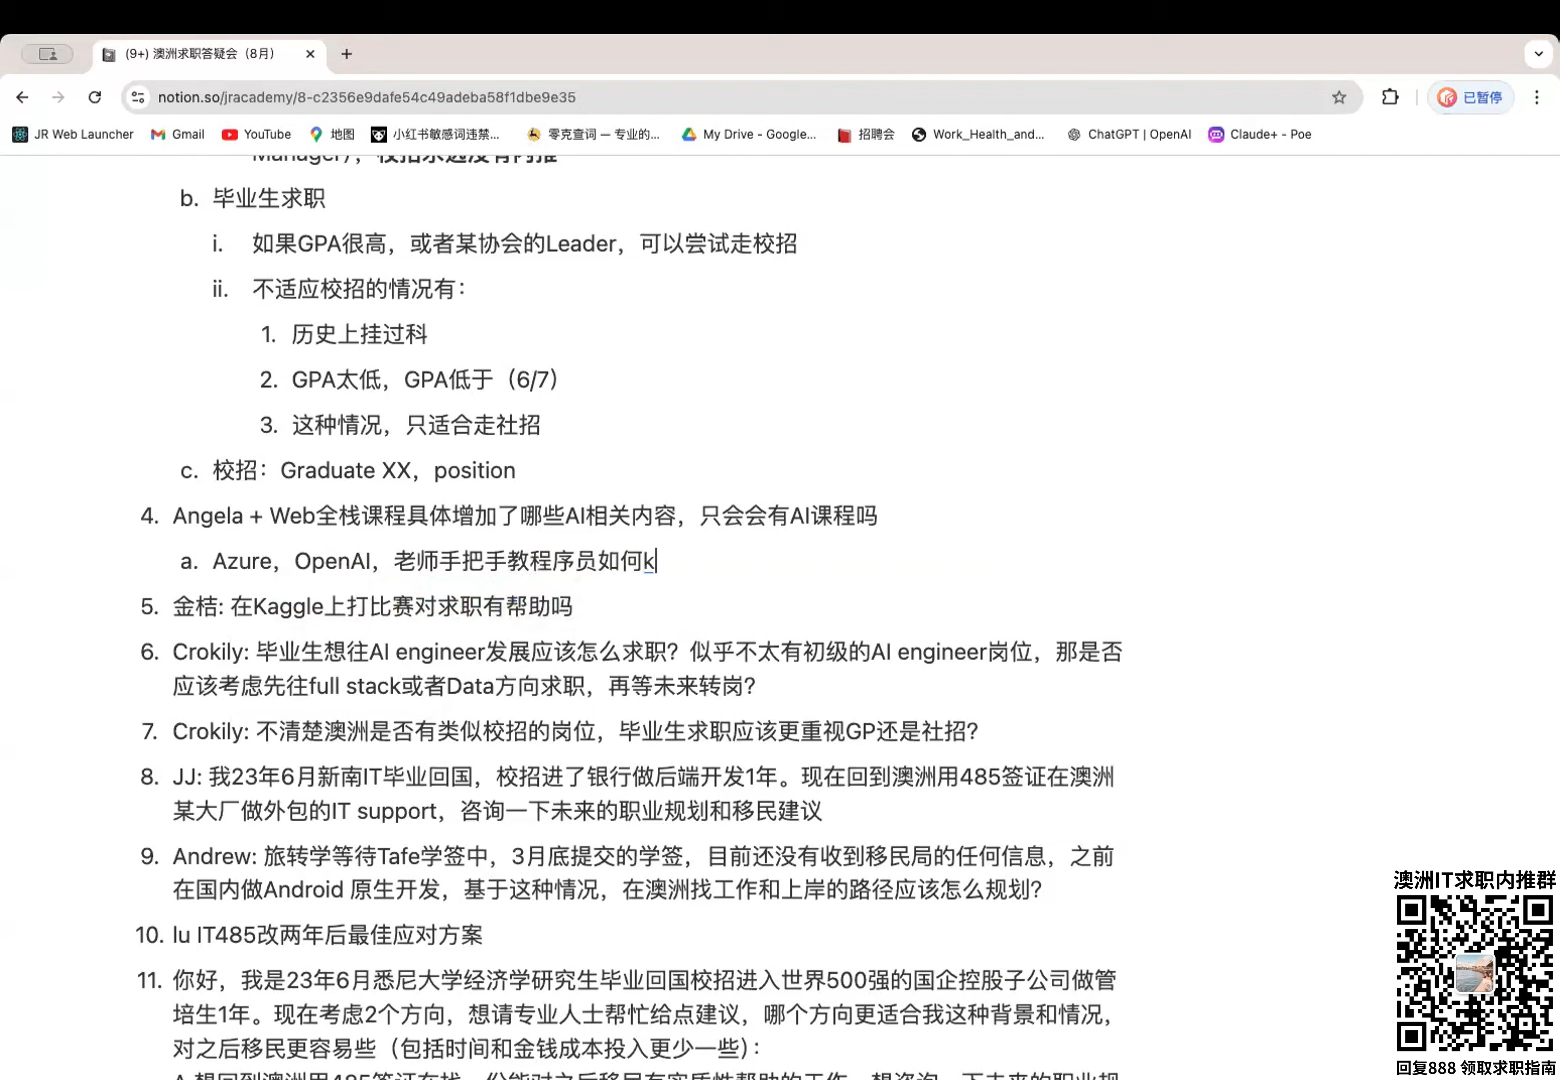 (9+) 澳洲求职答疑会（8月）
notion.so/jracademy/8-c2356e9dafe54c49adeba58f1dbe9e35
已暂停
JR Web Launcher
Gmail
YouTube
地图
小红书敏感词违禁...
零克查词 — 专业的...
My Drive - Google...
招聘会
Work_Health_and...
ChatGPT | OpenAI
Claude+ - Poe
Manager)，校招永远没有内推
b. 毕业生求职
i. 如果GPA很高，或者某协会的Leader，可以尝试走校招
ii. 不适应校招的情况有：
1. 历史上挂过科
2. GPA太低，GPA低于（6/7）
3. 这种情况，只适合走社招
c. 校招：Graduate XX，position
4. Angela + Web全栈课程具体增加了哪些AI相关内容，只会会有AI课程吗
a. Azure，OpenAI，老师手把手教程序员如何k
5. 金桔: 在Kaggle上打比赛对求职有帮助吗
6. Crokily: 毕业生想往AI engineer发展应该怎么求职？似乎不太有初级的AI engineer岗位，那是否
应该考虑先往full stack或者Data方向求职，再等未来转岗？
7. Crokily: 不清楚澳洲是否有类似校招的岗位，毕业生求职应该更重视GP还是社招？
8. JJ: 我23年6月新南IT毕业回国，校招进了银行做后端开发1年。现在回到澳洲用485签证在澳洲
某大厂做外包的IT support，咨询一下未来的职业规划和移民建议
9. Andrew: 旅转学等待Tafe学签中，3月底提交的学签，目前还没有收到移民局的任何信息，之前
在国内做Android 原生开发，基于这种情况，在澳洲找工作和上岸的路径应该怎么规划？
10. lu IT485改两年后最佳应对方案
11. 你好，我是23年6月悉尼大学经济学研究生毕业回国校招进入世界500强的国企控股子公司做管
培生1年。现在考虑2个方向，想请专业人士帮忙给点建议，哪个方向更适合我这种背景和情况，
对之后移民更容易些（包括时间和金钱成本投入更少一些）：
澳洲IT求职内推群
回复888 领取求职指南